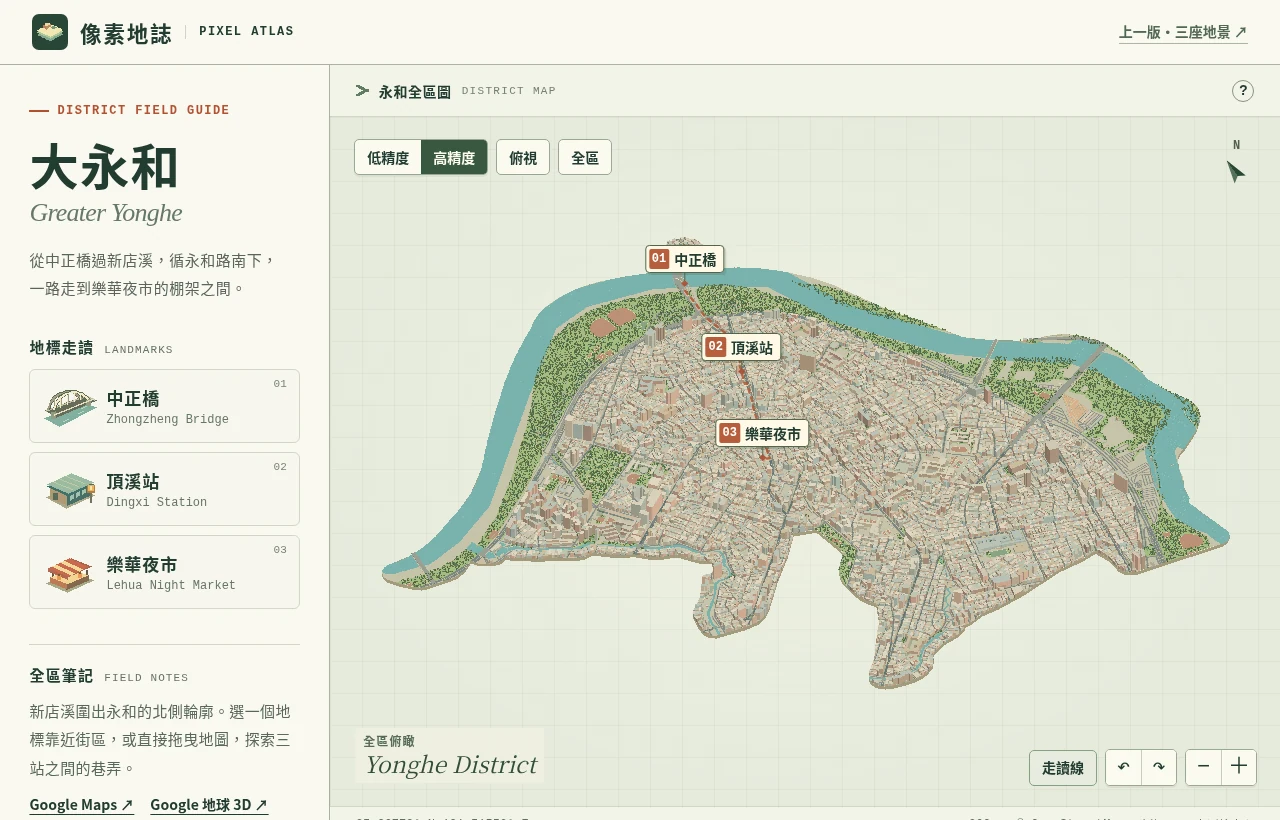 像素地誌 PIXEL ATLAS
上一版・三座地景 ↗
DISTRICT FIELD GUIDE
大永和
Greater Yonghe
從中正橋過新店溪，循永和路南下，
一路走到樂華夜市的棚架之間。
地標走讀 LANDMARKS
01
中正橋
Zhongzheng Bridge
02
頂溪站
Dingxi Station
03
樂華夜市
Lehua Night Market
全區筆記 FIELD NOTES
新店溪圍出永和的北側輪廓。選一個地
標靠近街區，或直接拖曳地圖，探索三
站之間的巷弄。
Google Maps ↗ Google 地球 3D ↗
永和全區圖 DISTRICT MAP
?
低精度 高精度 俯視 全區
N
01 中正橋
02 頂溪站
03 樂華夜市
全區俯瞰
Yonghe District
走讀線 ↶ ↷ − +